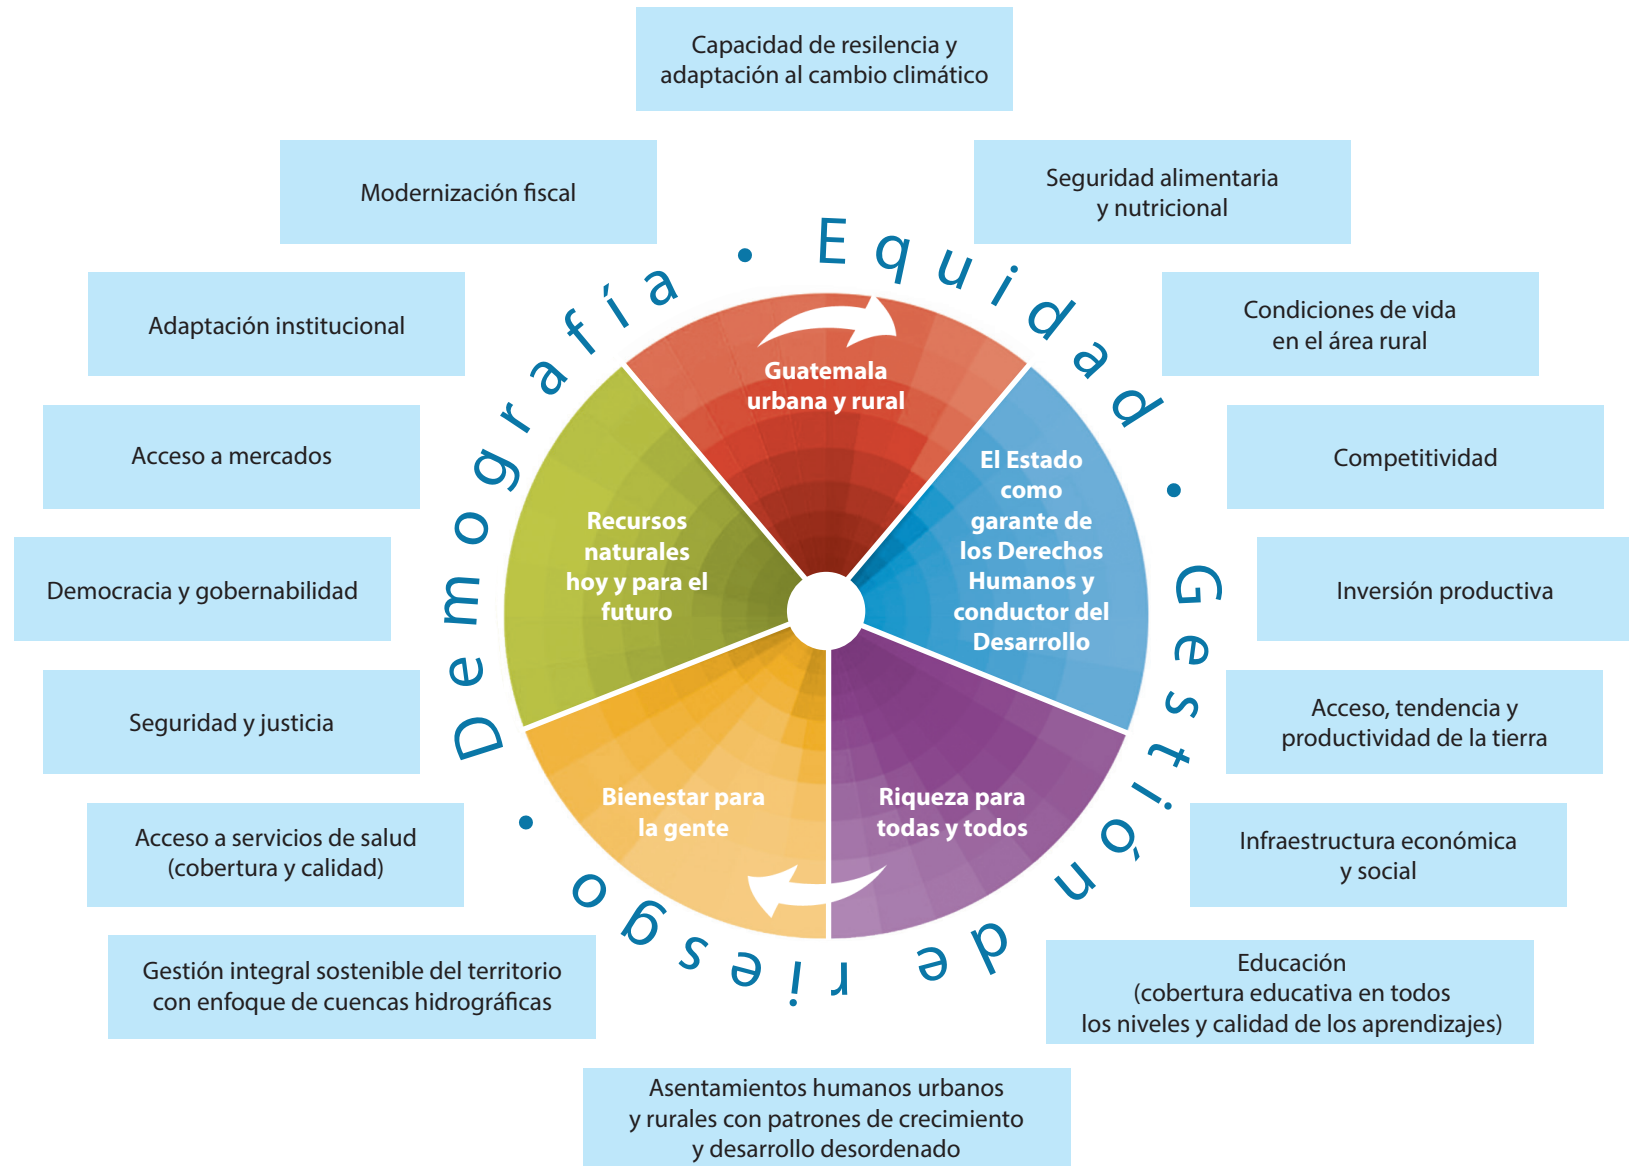 Capacidad de resilencia y
adaptación al cambio climático
Modernización fiscal
Seguridad alimentaria
y nutricional
Adaptación institucional
Condiciones de vida
en el área rural
Acceso a mercados
Competitividad
Democracia y gobernabilidad
Inversión productiva
Seguridad y justicia
Acceso, tendencia y
productividad de la tierra
Acceso a servicios de salud
(cobertura y calidad)
Infraestructura económica
y social
Gestión integral sostenible del territorio
con enfoque de cuencas hidrográficas
Educación
(cobertura educativa en todos
los niveles y calidad de los aprendizajes)
Asentamientos humanos urbanos
y rurales con patrones de crecimiento
y desarrollo desordenado
Demografía • Equidad • Gestión de riesgo •
Guatemala
urbana y rural
El Estado
como
garante de
los Derechos
Humanos y
conductor del
Desarrollo
Riqueza para
todas y todos
Bienestar para
la gente
Recursos
naturales
hoy y para el
futuro